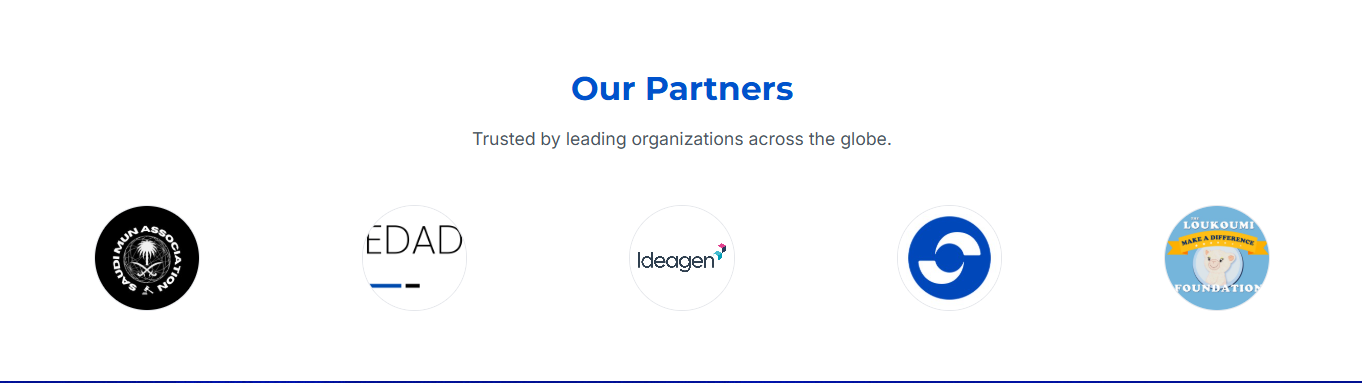 Our Partners
Trusted by leading organizations across the globe.
SAUDI MUN ASSOCIATION
EDAD
Ideagen
THE
LOUKOUMI
MAKE A DIFFERENCE
FOUNDATION